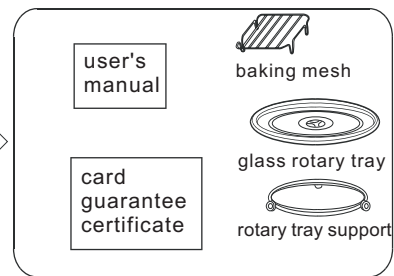 user's
manual
baking mesh
glass rotary tray
card
guarantee
certificate
rotary tray support